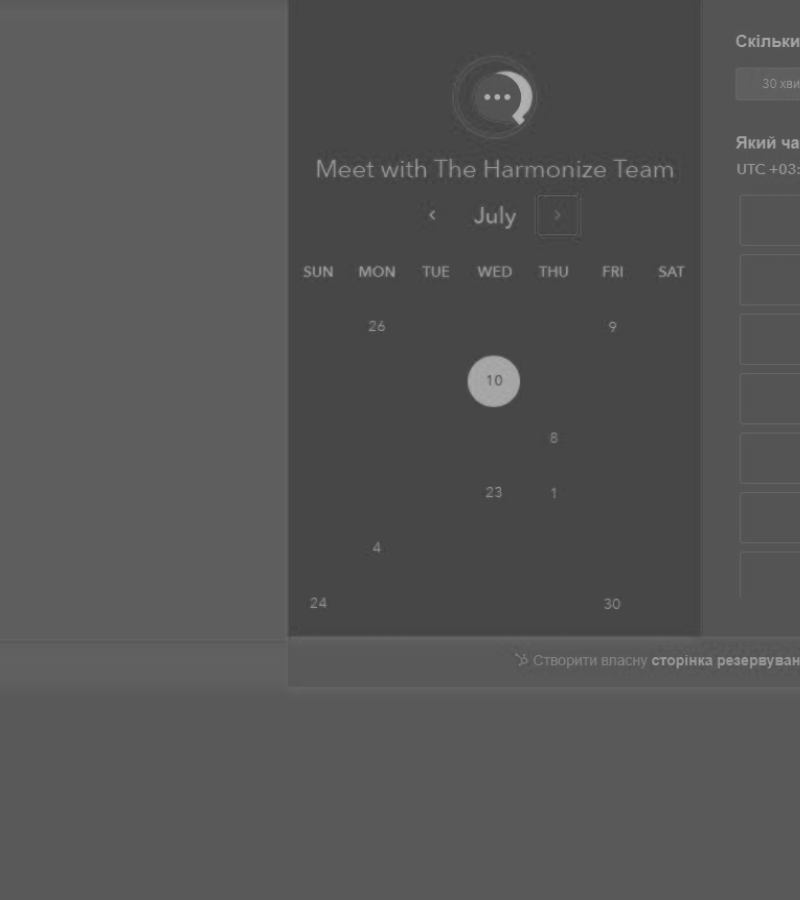 Meet with The Harmonize Team
July
SUN MON TUE WED THU FRI SAT
26 9
10
8
23 1
4
24 30
Скільки
30 хви
Який ча
UTC +03:
Створити власну сторінка резервуван